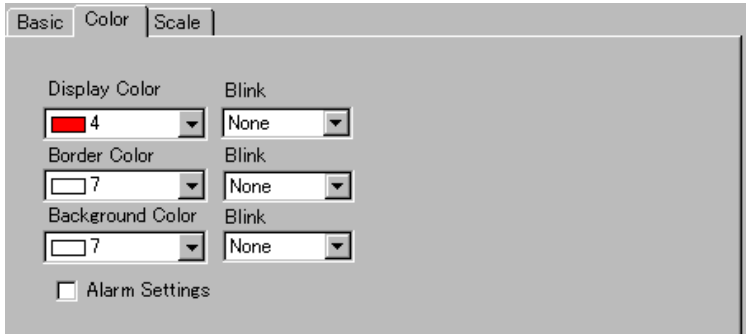 Basic Color Scale
Display Color Blink
4 None
Border Color Blink
7 None
Background Color Blink
7 None
Alarm Settings